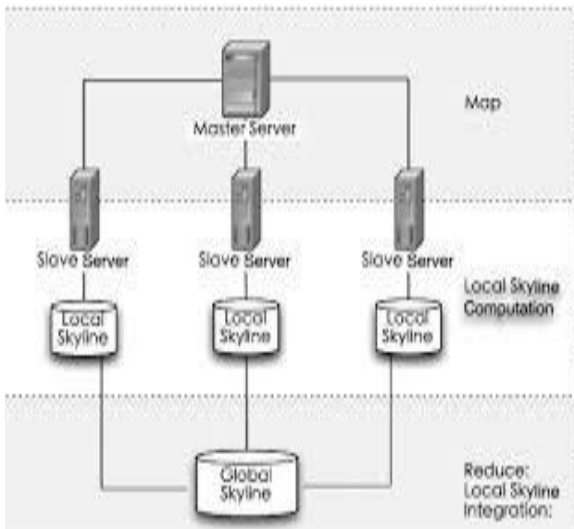 Map
Master Server
Slave Server
Slave Server
Slave Server
Local Skyline
Computation
Local
Skyline
Local
Skyline
Local
Skyline
Global
Skyline
Reduce:
Local Skyline
Integration: